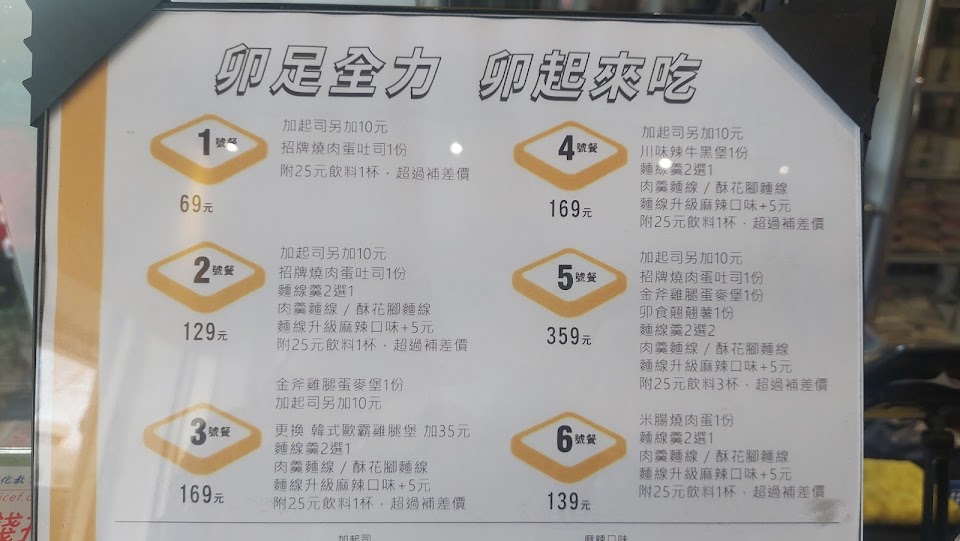 卯足全力 卯起來吃
1號餐
69元
加起司另加10元
招牌燒肉蛋吐司1份
附25元飲料1杯,超過補差價
2號餐
129元
加起司另加10元
招牌燒肉蛋吐司1份
麵線羹2選1
肉羹麵線 / 酥花腳麵線
麵線升級麻辣口味+5元
附25元飲料1杯,超過補差價
3號餐
169元
金斧雞腿蛋麥堡1份
加起司另加10元
更換 韓式歐霸雞腿堡 加35元
麵線羹2選1
肉羹麵線 / 酥花腳麵線
麵線升級麻辣口味+5元
附25元飲料1杯,超過補差價
4號餐
169元
加起司另加10元
川味辣牛黑堡1份
麵線羹2選1
肉羹麵線 / 酥花腳麵線
麵線升級麻辣口味+5元
附25元飲料1杯,超過補差價
5號餐
359元
加起司另加10元
招牌燒肉蛋吐司1份
金斧雞腿蛋麥堡1份
卯食翹翹薯1份
麵線羹2選2
肉羹麵線 / 酥花腳麵線
麵線升級麻辣口味+5元
附25元飲料3杯,超過補差價
6號餐
139元
米腸燒肉蛋1份
麵線羹2選1
肉羹麵線 / 酥花腳麵線
麵線升級麻辣口味+5元
附25元飲料1杯,超過補差價
加起司
麻辣口味